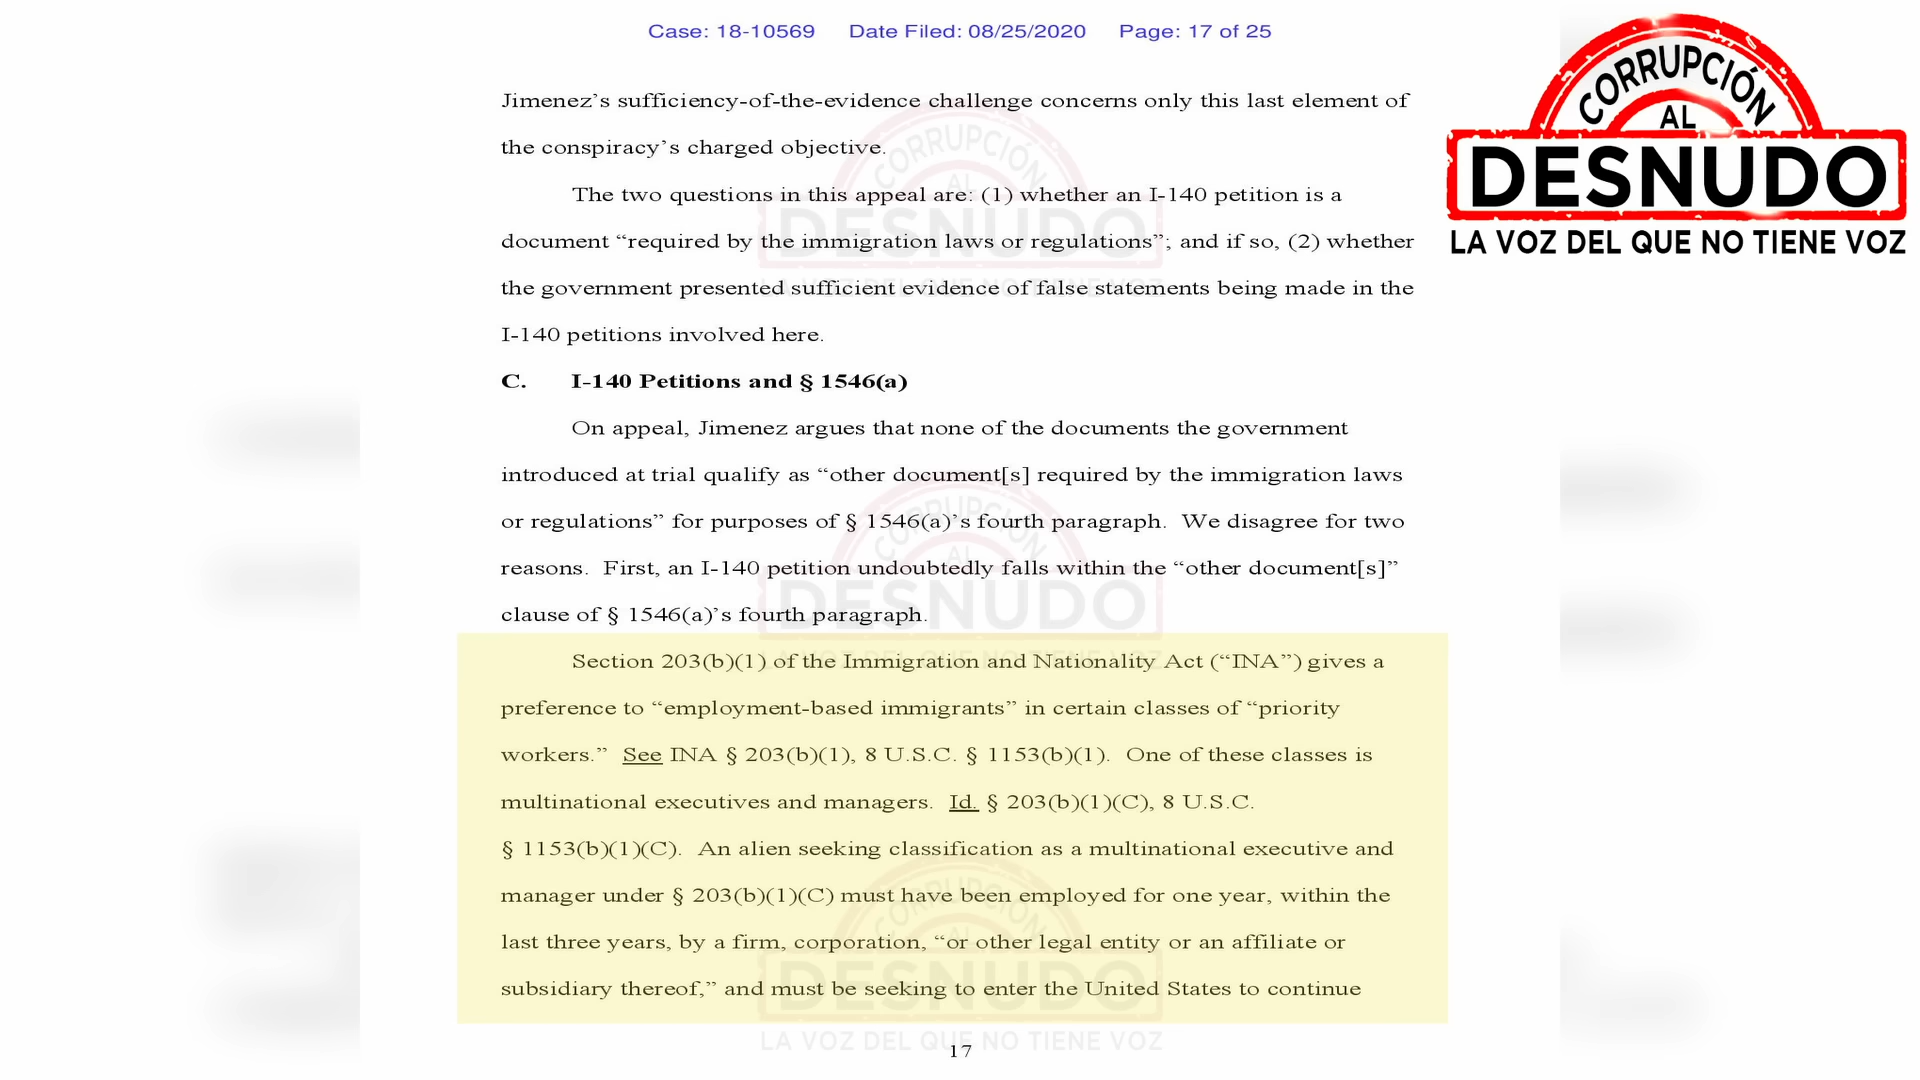 Case: 18-10569 Date Filed: 08/25/2020 Page: 17 of 25
CORRUPCIÓN
AL
DESNUDO
LA VOZ DEL QUE NO TIENE VOZ
Jimenez’s sufficiency-of-the-evidence challenge concerns only this last element of
the conspiracy’s charged objective.
The two questions in this appeal are: (1) whether an I-140 petition is a
document “required by the immigration laws or regulations”; and if so, (2) whether
the government presented sufficient evidence of false statements being made in the
I-140 petitions involved here.
C. I-140 Petitions and § 1546(a)
On appeal, Jimenez argues that none of the documents the government
introduced at trial qualify as “other document[s] required by the immigration laws
or regulations” for purposes of § 1546(a)’s fourth paragraph. We disagree for two
reasons. First, an I-140 petition undoubtedly falls within the “other document[s]”
clause of § 1546(a)’s fourth paragraph.
Section 203(b)(1) of the Immigration and Nationality Act (“INA”) gives a
preference to “employment-based immigrants” in certain classes of “priority
workers.” See INA § 203(b)(1), 8 U.S.C. § 1153(b)(1). One of these classes is
multinational executives and managers. Id. § 203(b)(1)(C), 8 U.S.C.
§ 1153(b)(1)(C). An alien seeking classification as a multinational executive and
manager under § 203(b)(1)(C) must have been employed for one year, within the
last three years, by a firm, corporation, “or other legal entity or an affiliate or
subsidiary thereof,” and must be seeking to enter the United States to continue
LA VOZ DEL QUE NO TIENE VOZ
17